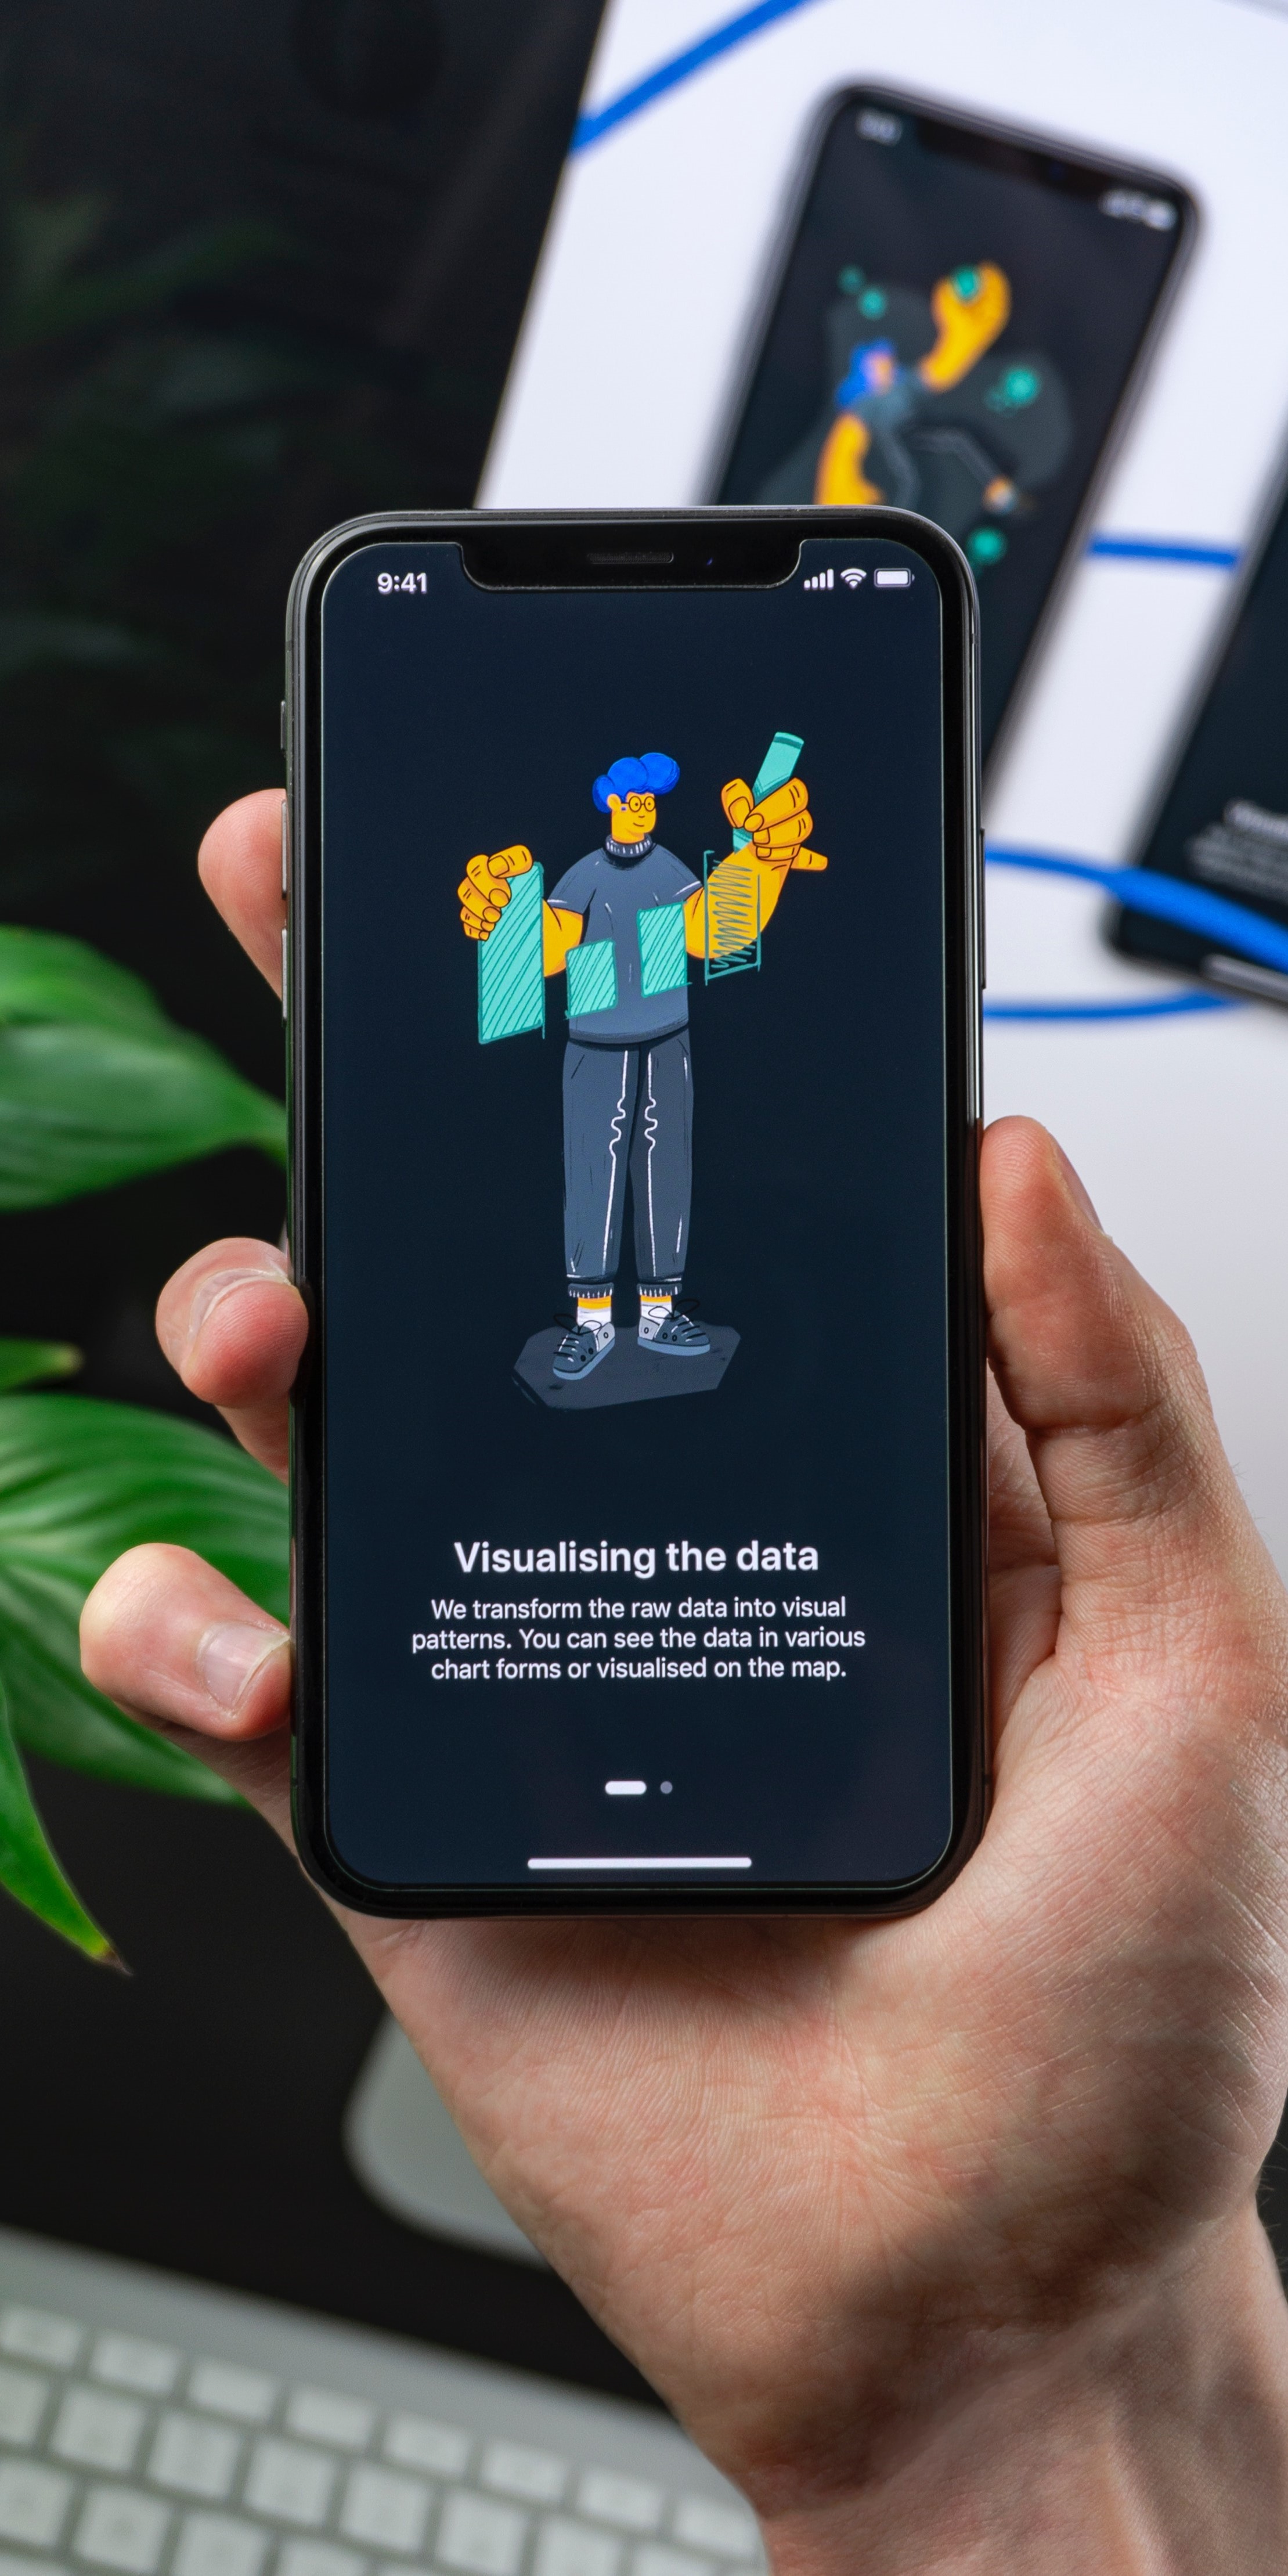 9:41
Visualising the data
We transform the raw data into visual
patterns. You can see the data in various
chart forms or visualised on the map.